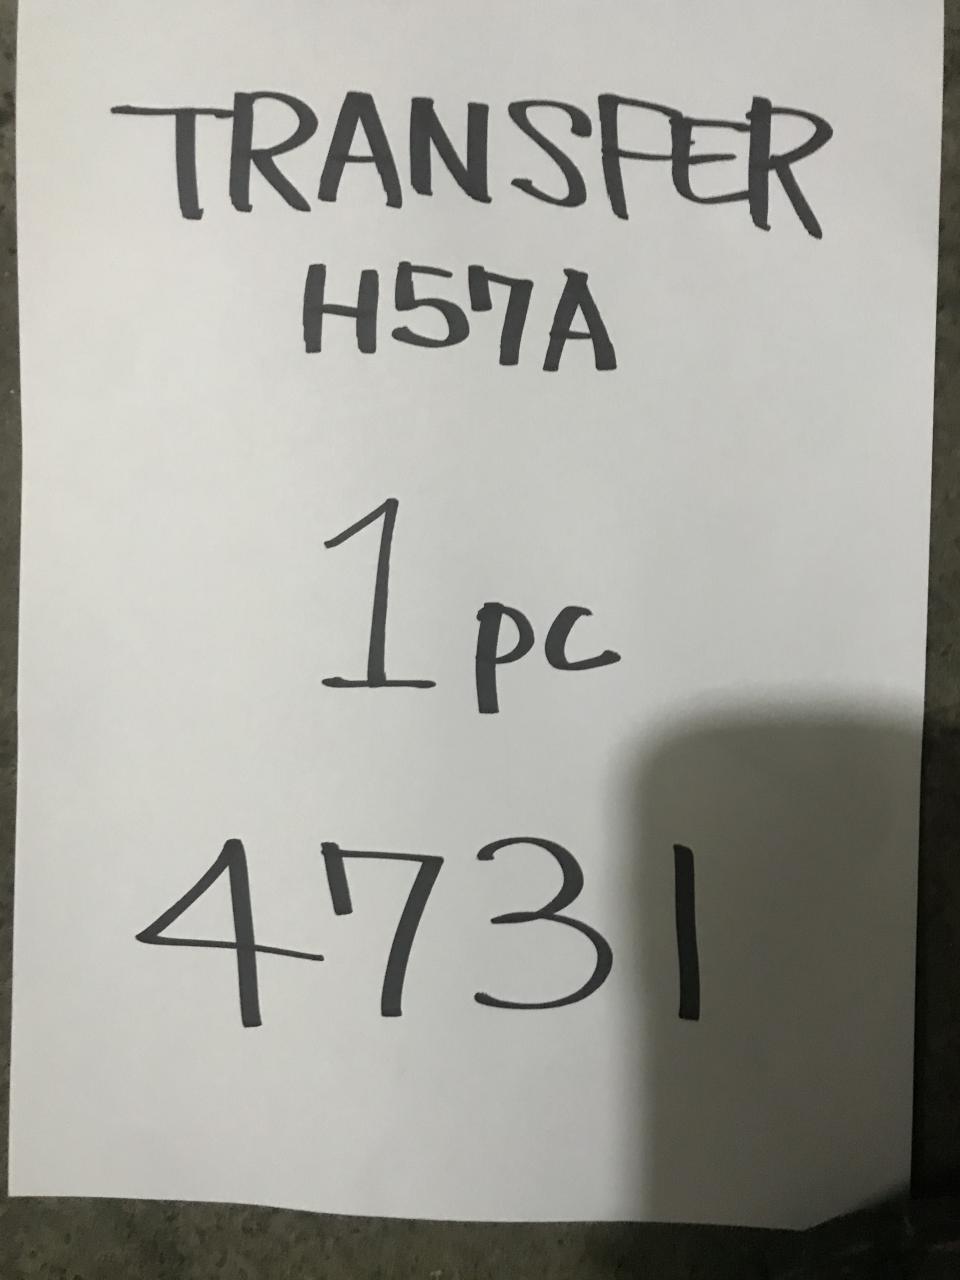 TRANSFER
H57A
1 pc
4731